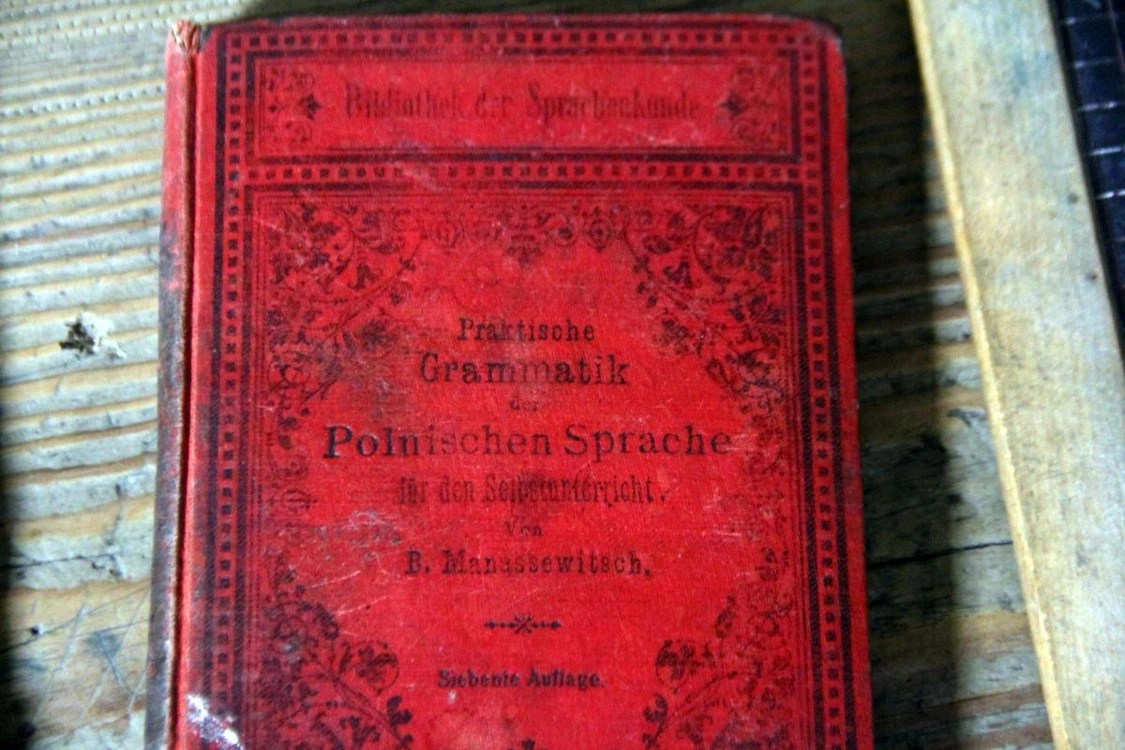 Bibliothek der Sprachenkunde
Praktische
Grammatik
der
Polnischen Sprache
für den Selbstunterricht.
Von
B. Manassewitsch.
Siebente Auflage.